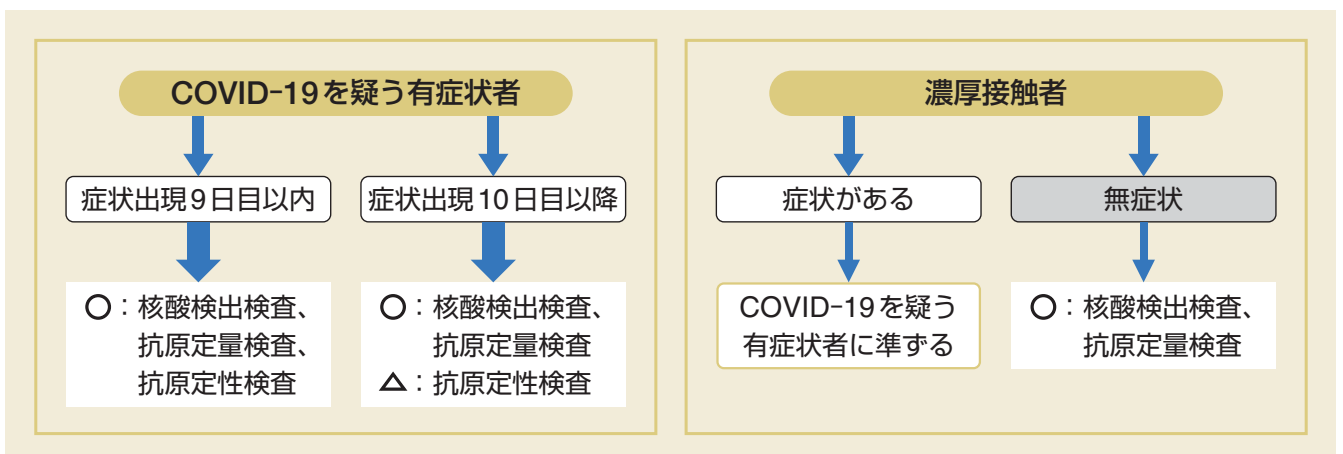 COVID-19を疑う有症状者
症状出現9日目以内
○：核酸検出検査、
抗原定量検査、
抗原定性検査
症状出現10日目以降
○：核酸検出検査、
抗原定量検査
△：抗原定性検査
濃厚接触者
症状がある
COVID-19を疑う
有症状者に準ずる
無症状
○：核酸検出検査、
抗原定量検査